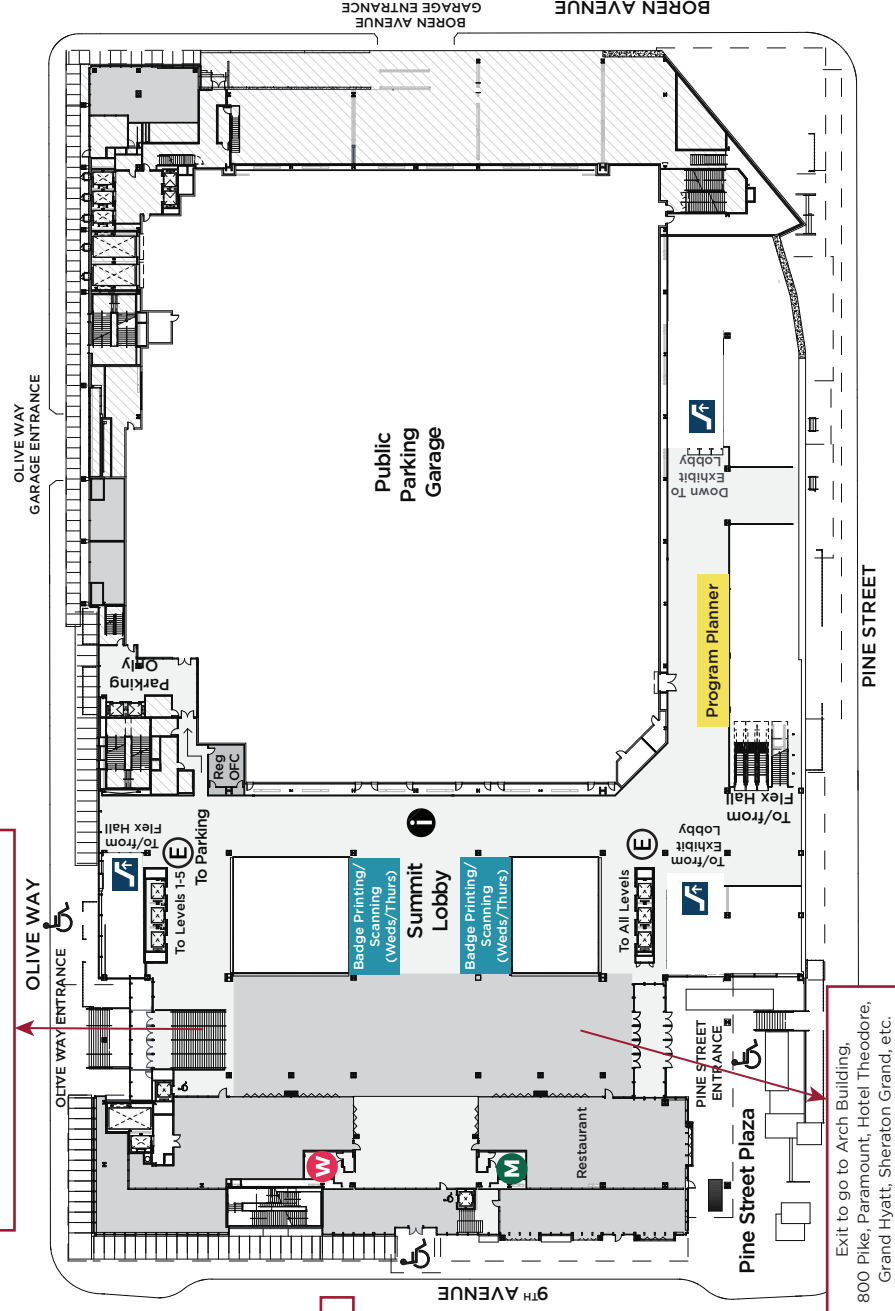 BOREN AVENUE
GARAGE ENTRANCE
BOREN AVENUE
OLIVE WAY
GARAGE ENTRANCE
Public
Parking
Garage
Down To
Exhibit
Lobby
Program Planner
PINE STREET
Parking
Only
Reg
OFC
To/from
Flex Hall
To/from
Flex Hall
To/from
Exhibit
Lobby
OLIVE WAY
OLIVE WAY ENTRANCE
To Levels 1-5
E
To Parking
i
Badge Printing/
Scanning
(Weds/Thurs)
Summit
Lobby
Badge Printing/
Scanning
(Weds/Thurs)
To All Levels
E
W
M
Restaurant
PINE STREET
ENTRANCE
Pine Street Plaza
9TH AVENUE
Exit to go to Arch Building,
800 Pike, Paramount, Hotel Theodore,
Grand Hyatt, Sheraton Grand, etc.